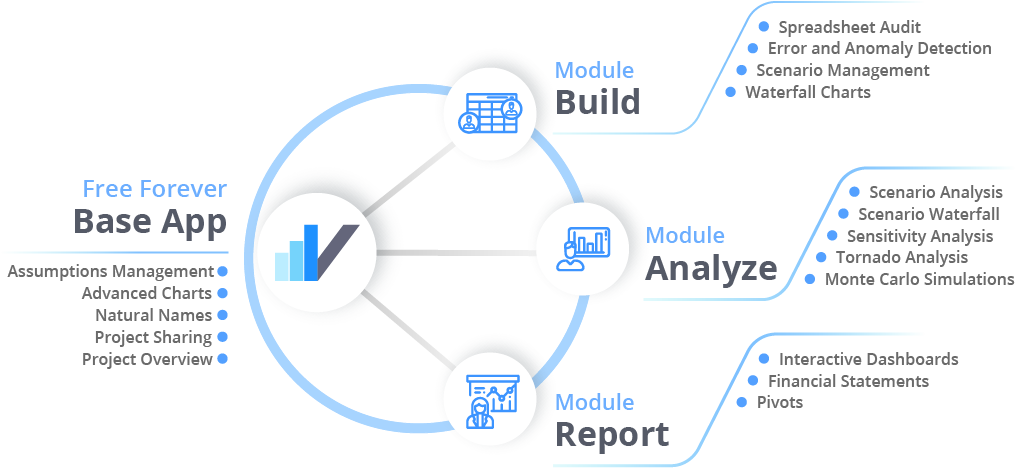 Free Forever
Base App
Assumptions Management
Advanced Charts
Natural Names
Project Sharing
Project Overview
Module
Build
Spreadsheet Audit
Error and Anomaly Detection
Scenario Management
Waterfall Charts
Module
Analyze
Scenario Analysis
Scenario Waterfall
Sensitivity Analysis
Tornado Analysis
Monte Carlo Simulations
Module
Report
Interactive Dashboards
Financial Statements
Pivots